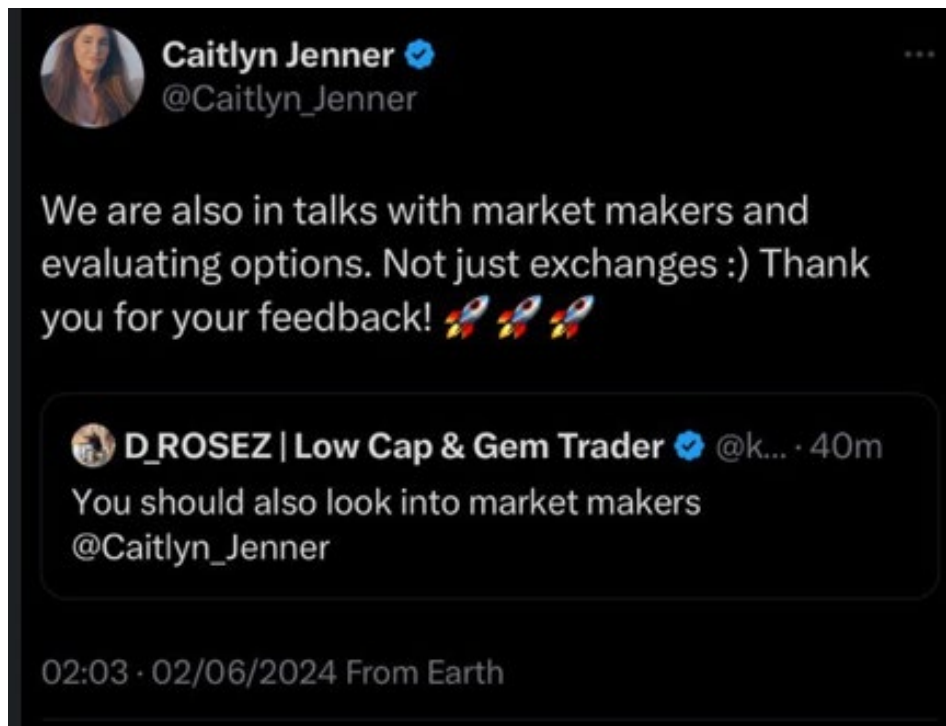 Caitlyn Jenner
@Caitlyn_Jenner
We are also in talks with market makers and
evaluating options. Not just exchanges :) Thank
you for your feedback! 🚀 🚀 🚀
D_ROSEZ | Low Cap & Gem Trader @k... · 40m
You should also look into market makers
@Caitlyn_Jenner
02:03 · 02/06/2024 From Earth